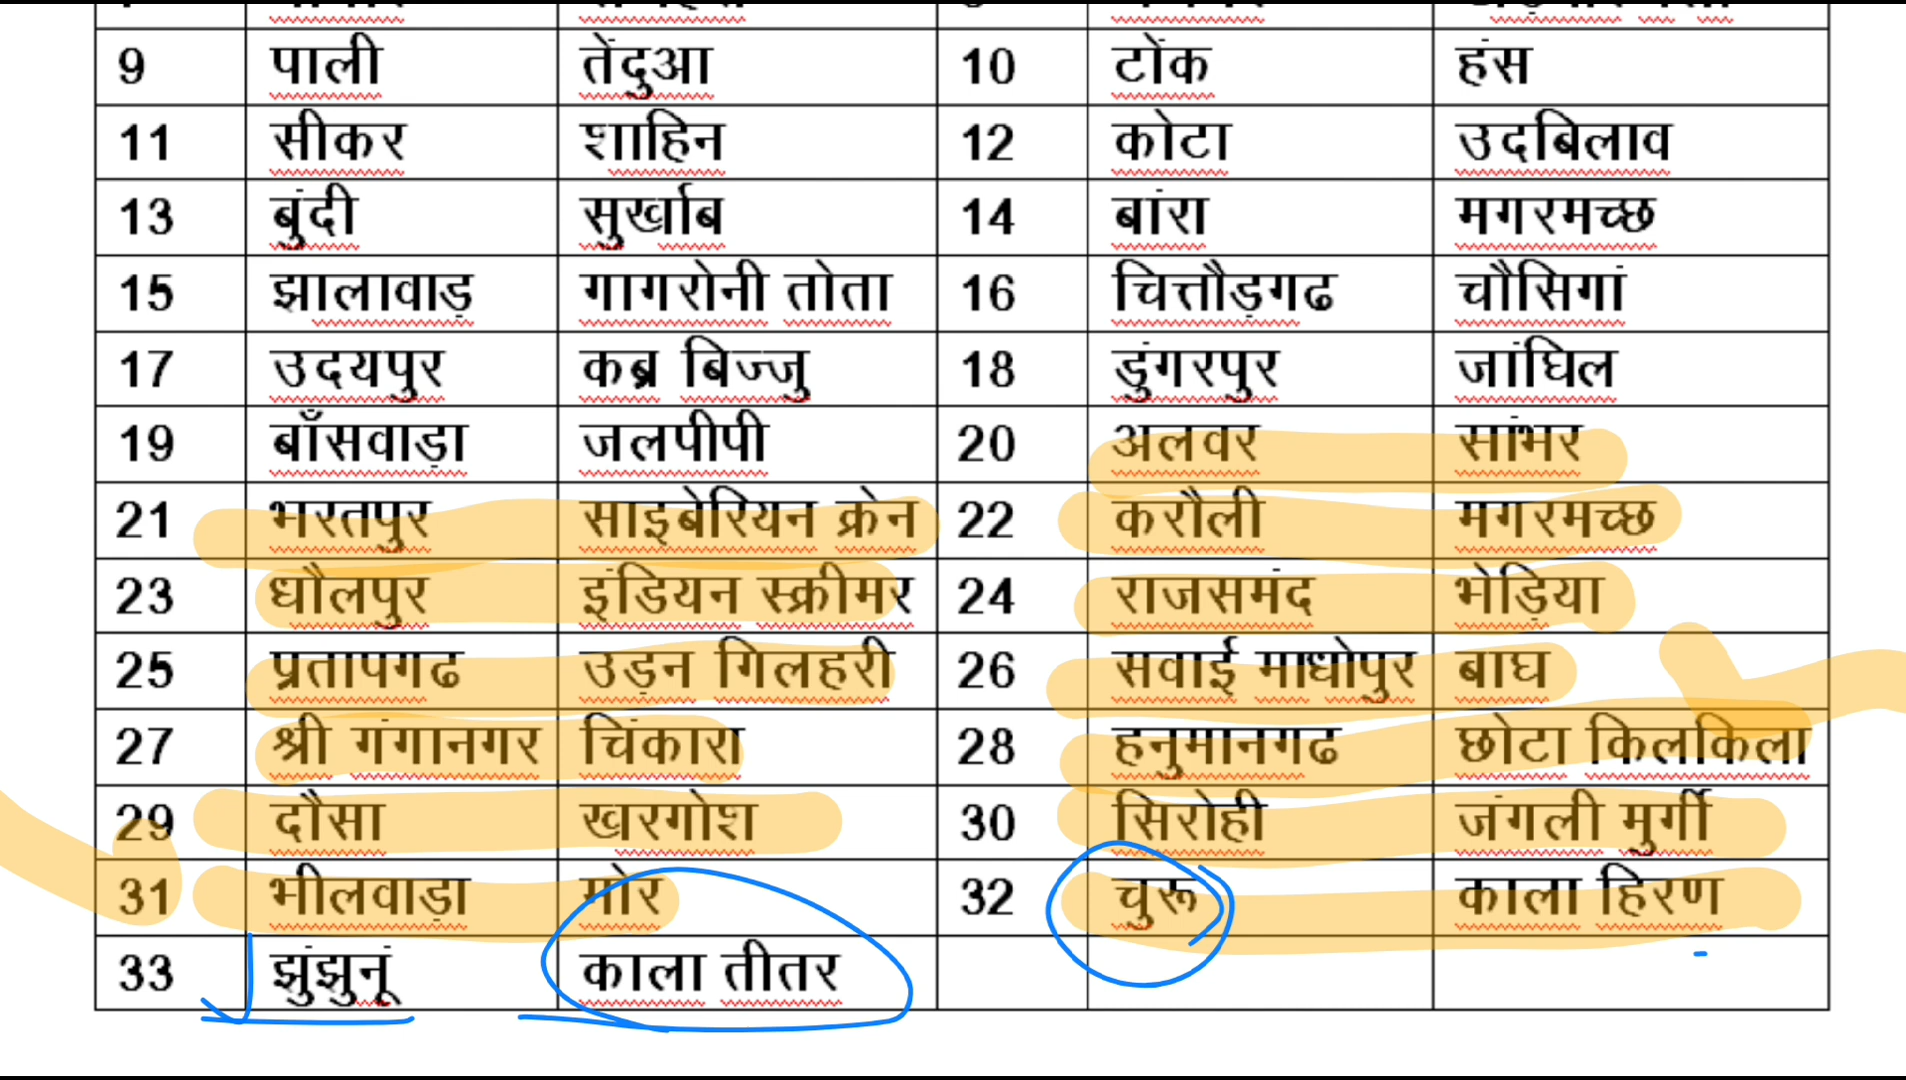 9 पाली तेंदुआ 10 टोंक हंस
11 सीकर शाहिन 12 कोटा उदबिलाव
13 बुंदी सुर्खाब 14 बांरा मगरमच्छ
15 झालावाड़ गागरोनी तोता 16 चित्तौड़गढ चौसिगां
17 उदयपुर कब्र बिज्जु 18 डुंगरपुर जांघिल
19 बाँसवाड़ा जलपीपी 20 अलवर सांभर
21 भरतपुर साइबेरियन क्रेन 22 करौली मगरमच्छ
23 धौलपुर इंडियन स्क्रीमर 24 राजसमंद भेड़िया
25 प्रतापगढ उड़न गिलहरी 26 सवाई माधोपुर बाघ
27 श्री गंगानगर चिंकारा 28 हनुमानगढ छोटा किलकिला
29 दौसा खरगोश 30 सिरोही जंगली मुर्गी
31 भीलवाड़ा मोर 32 चुरू काला हिरण
33 झुंझुनूं काला तीतर